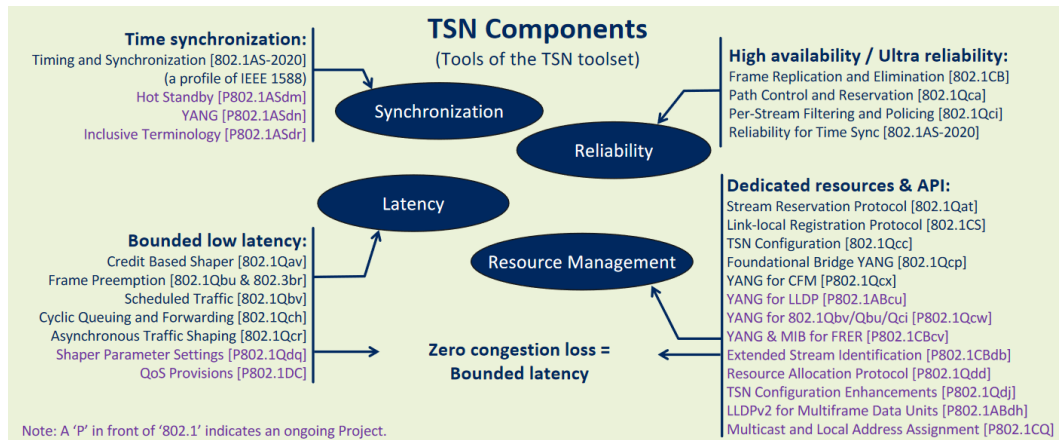 TSN Components
(Tools of the TSN toolset)
Time synchronization:
Timing and Synchronization [802.1AS-2020]
(a profile of IEEE 1588)
Hot Standby [P802.1ASdm]
YANG [P802.1ASdn]
Inclusive Terminology [P802.1ASdr]
Synchronization
High availability / Ultra reliability:
Frame Replication and Elimination [802.1CB]
Path Control and Reservation [802.1Qca]
Per-Stream Filtering and Policing [802.1Qci]
Reliability for Time Sync [802.1AS-2020]
Reliability
Latency
Bounded low latency:
Credit Based Shaper [802.1Qav]
Frame Preemption [802.1Qbu & 802.3br]
Scheduled Traffic [802.1Qbv]
Cyclic Queuing and Forwarding [802.1Qch]
Asynchronous Traffic Shaping [802.1Qcr]
Shaper Parameter Settings [P802.1Qdq]
QoS Provisions [P802.1DC]
Resource Management
Dedicated resources & API:
Stream Reservation Protocol [802.1Qat]
Link-local Registration Protocol [802.1CS]
TSN Configuration [802.1Qcc]
Foundational Bridge YANG [802.1Qcp]
YANG for CFM [P802.1Qcx]
YANG for LLDP [P802.1ABcu]
YANG for 802.1Qbv/Qbu/Qci [P802.1Qcw]
YANG & MIB for FRER [P802.1CBcv]
Extended Stream Identification [P802.1CBdb]
Resource Allocation Protocol [P802.1Qdd]
TSN Configuration Enhancements [P802.1Qdj]
LLDPv2 for Multiframe Data Units [P802.1ABdh]
Multicast and Local Address Assignment [P802.1CQ]
Zero congestion loss =
Bounded latency
Note: A 'P' in front of '802.1' indicates an ongoing Project.